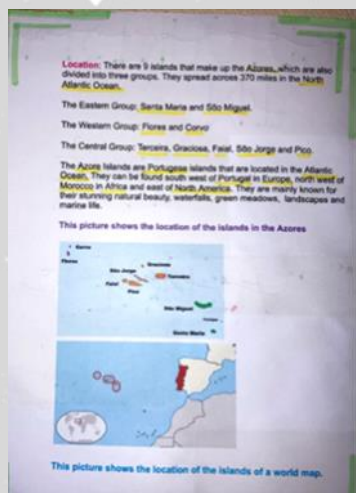 Location: There are 9 islands that make up the Azores, which are also
divided into three groups. They spread across 370 miles in the North
Atlantic Ocean.
The Eastern Group: Santa Maria and São Miguel.
The Western Group: Flores and Corvo
The Central Group: Terceira, Graciosa, Faial, São Jorge and Pico.
The Azore Islands are Portugese islands that are located in the Atlantic
Ocean. They can be found south west of Portugal in Europe, north west of
Morocco in Africa and east of North America. They are mainly known for
their stunning natural beauty, waterfalls, green meadows, landscapes and
marine life.
This picture shows the location of the islands in the Azores
Corvo
Flores
Graciosa
São Jorge
Terceira
Faial
Pico
São Miguel
Santa Maria
This picture shows the location of the islands of a world map.